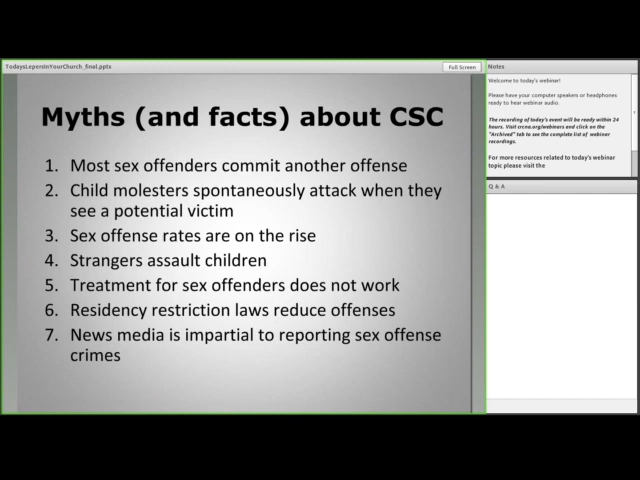 TodaysLepersInYourChurch_final.pptx
Full Screen
Myths (and facts) about CSC
1. Most sex offenders commit another offense
2. Child molesters spontaneously attack when they
see a potential victim
3. Sex offense rates are on the rise
4. Strangers assault children
5. Treatment for sex offenders does not work
6. Residency restriction laws reduce offenses
7. News media is impartial to reporting sex offense
crimes
Notes
Welcome to today's webinar!
Please have your computer speakers or headphones
ready to hear webinar audio.
The recording of today's event will be ready within 24
hours. Visit crcna.org/webinars and click on the
"Archived" tab to see the complete list of webinar
recordings.
For more resources related to today's webinar
topic please visit the
Q & A